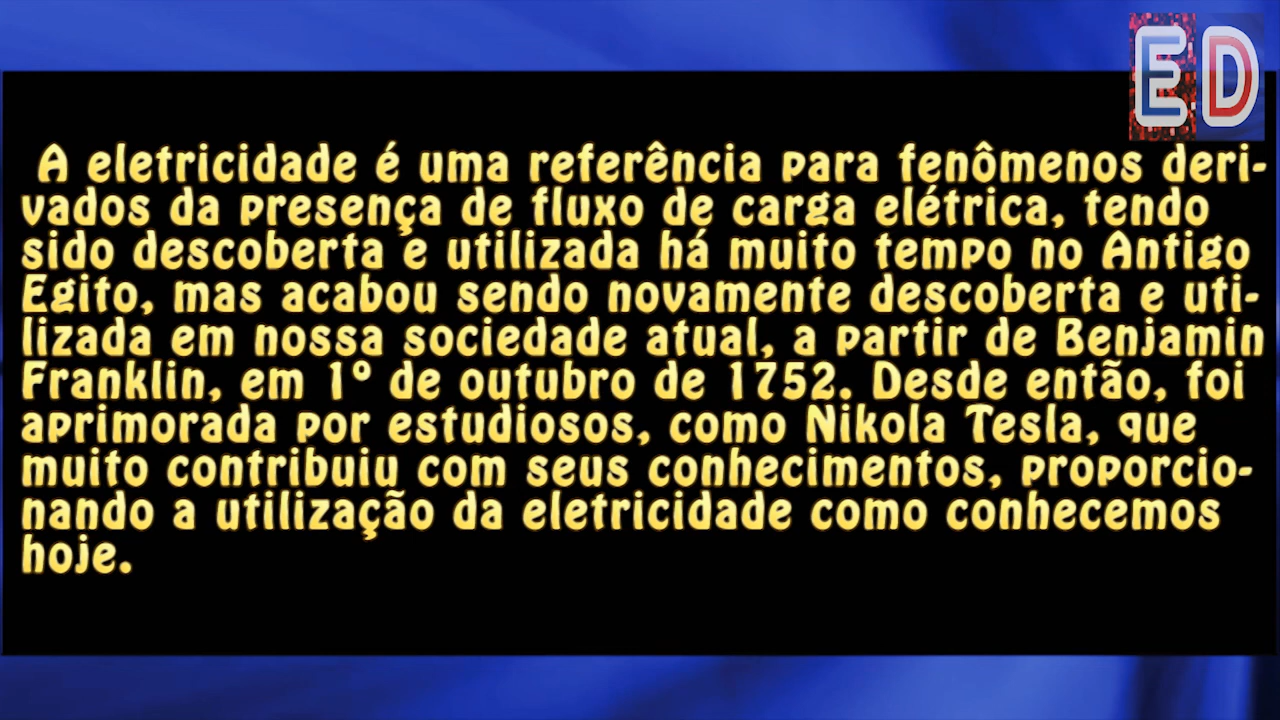 ED
A eletricidade é uma referência para fenômenos deri-
vados da presença de fluxo de carga elétrica, tendo
sido descoberta e utilizada há muito tempo no Antigo
Egito, mas acabou sendo novamente descoberta e uti-
lizada em nossa sociedade atual, a partir de Benjamin
Franklin, em 1º de outubro de 1752. Desde então, foi
aprimorada por estudiosos, como Nikola Tesla, que
muito contribuiu com seus conhecimentos, proporcio-
nando a utilização da eletricidade como conhecemos
hoje.